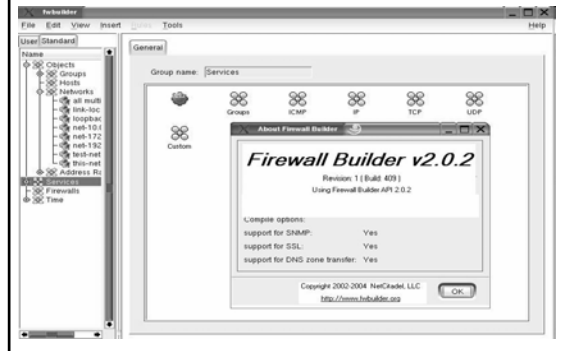 fwbuilder
File Edit View Insert Rules Tools Help
User Standard
General
Name
Objects
Groups
Hosts
Networks
all multi
link-loc
loopbac
net-10.(
net-172
net-192
test-net
this-net
Address Ra
Services
Firewalls
Time
Group name: Services
Groups ICMP IP TCP UDP
Custom
About Firewall Builder
Firewall Builder v2.0.2
Revision: 1 ( Build: 409 )
Using Firewall Builder API 2.0.2
Compile options:
support for SNMP: Yes
support for SSL: Yes
support for DNS zone transfer: Yes
Copyright 2002-2004 NetCitadel, LLC
http://www.fwbuilder.org
OK